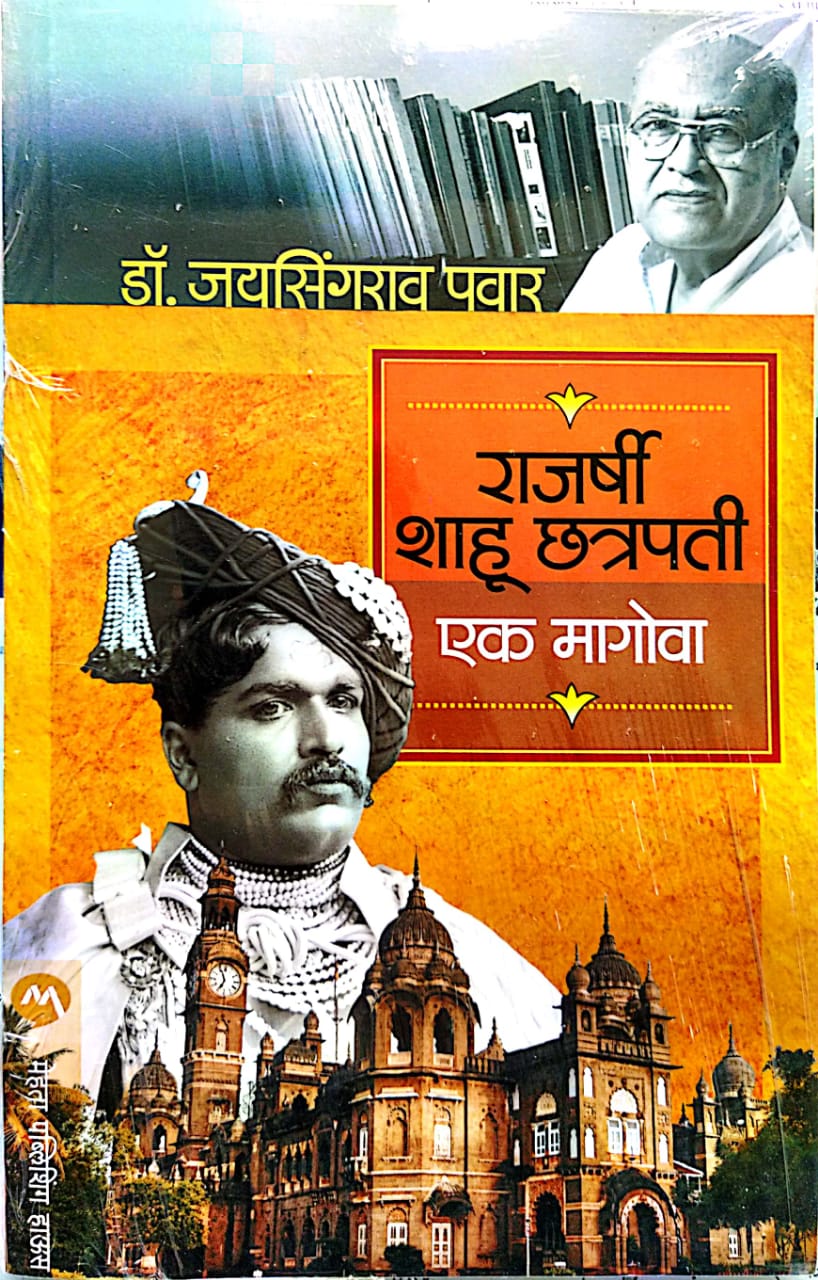 डॉ. जयसिंगराव पवार
राजर्षी
शाहू छत्रपती
एक मागोवा
मेहता पब्लिशिंग हाऊस